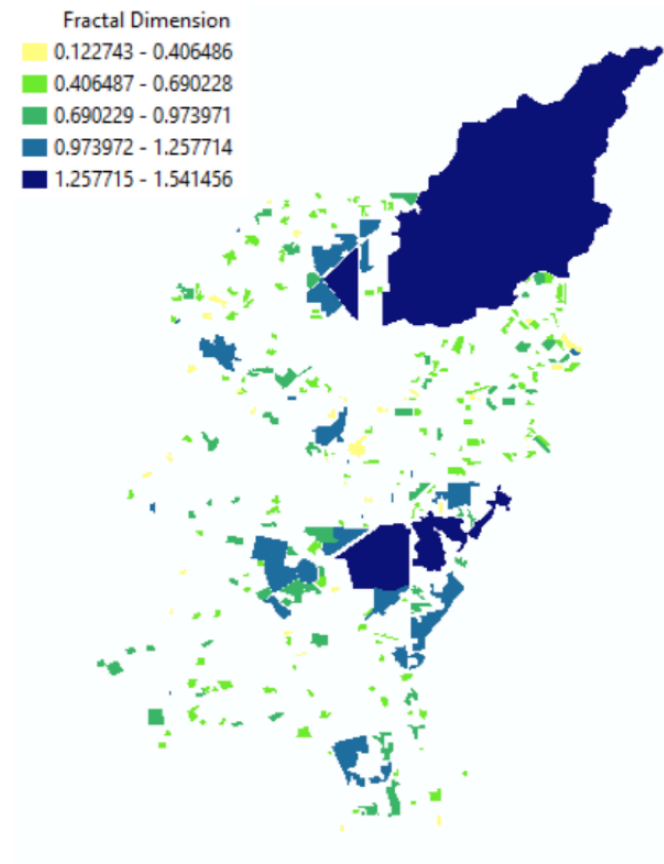 Fractal Dimension
0.122743 - 0.406486
0.406487 - 0.690228
0.690229 - 0.973971
0.973972 - 1.257714
1.257715 - 1.541456